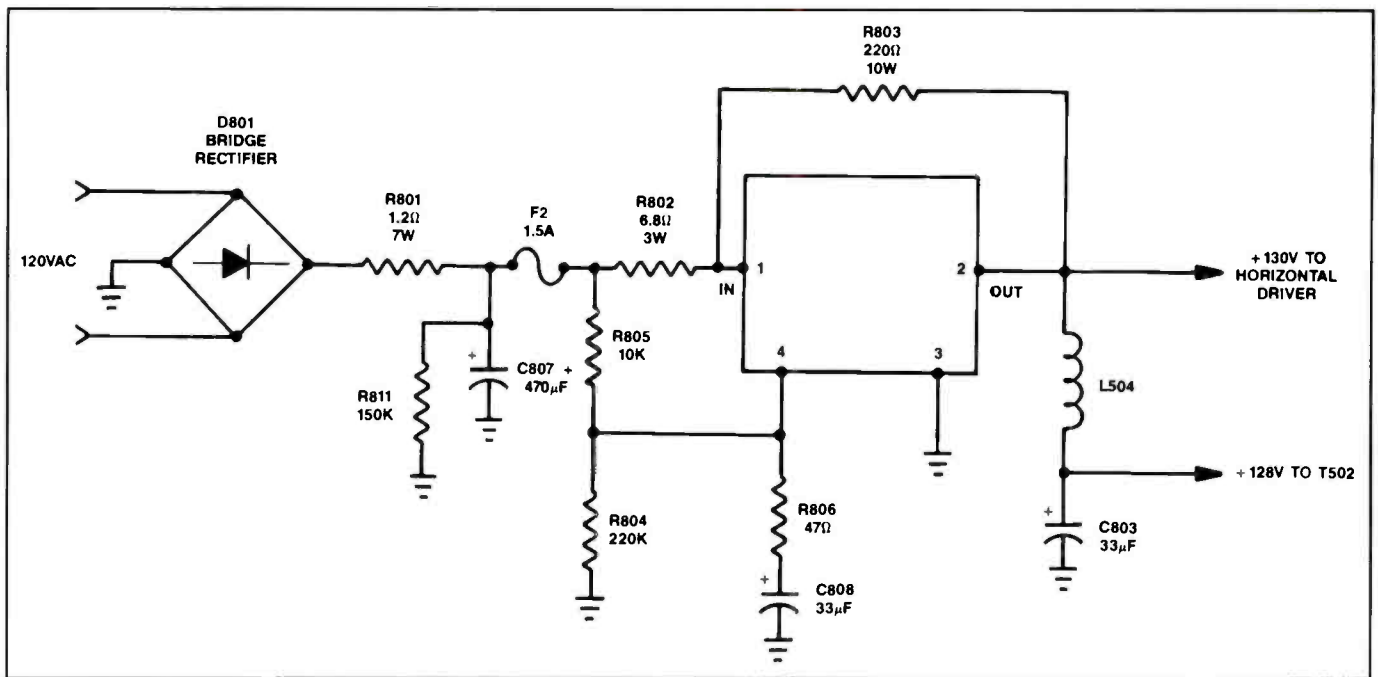 D801
BRIDGE
RECTIFIER
120VAC
R801
1.2Ω
7W
F2
1.5A
R802
6.8Ω
3W
R803
220Ω
10W
1
IN
2
OUT
4
3
+130V TO
HORIZONTAL
DRIVER
R811
150K
+
C807 +
470µF
R805
10K
L504
R804
220K
R806
47Ω
+128V TO T502
+
C808
33µF
+
C803
33µF